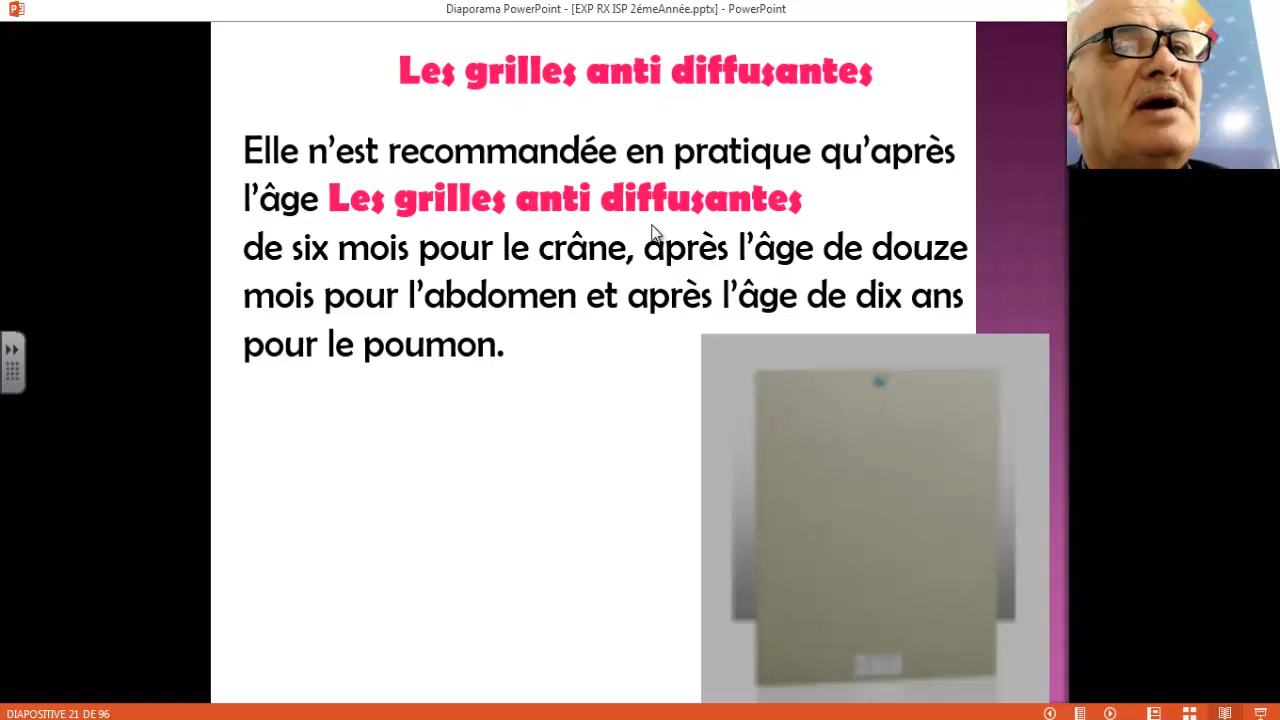 Diaporama PowerPoint - [EXP RX ISP 2émeAnnée.pptx] - PowerPoint
Les grilles anti diffusantes
Elle n’est recommandée en pratique qu’après
l’âge Les grilles anti diffusantes
de six mois pour le crâne, après l’âge de douze
mois pour l’abdomen et après l’âge de dix ans
pour le poumon.
DIAPOSITIVE 21 DE 96